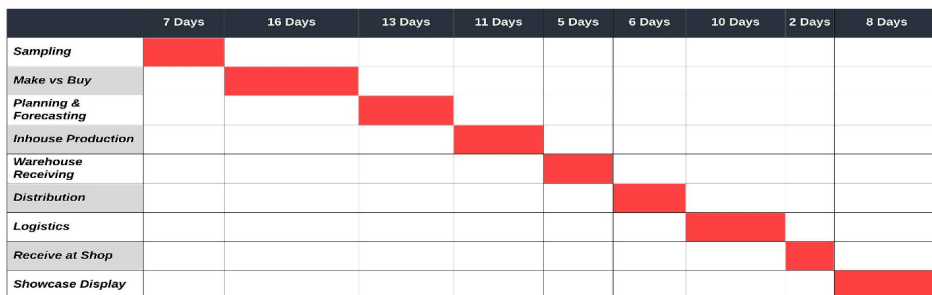 7 Days 16 Days 13 Days 11 Days 5 Days 6 Days 10 Days 2 Days 8 Days
Sampling
Make vs Buy
Planning &
Forecasting
Inhouse Production
Warehouse
Receiving
Distribution
Logistics
Receive at Shop
Showcase Display